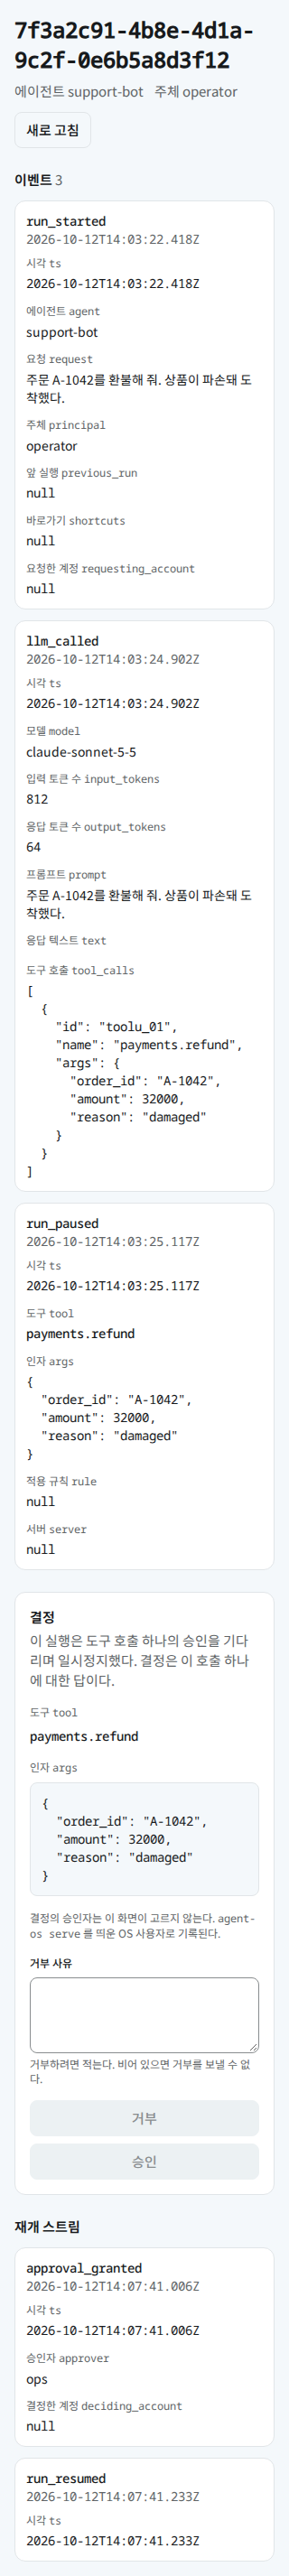 7f3a2c91-4b8e-4d1a-
9c2f-0e6b5a8d3f12
에이전트 support-bot 주체 operator
새로 고침
이벤트 3
run_started
2026-10-12T14:03:22.418Z
시각 ts
2026-10-12T14:03:22.418Z
에이전트 agent
support-bot
요청 request
주문 A-1042를 환불해 줘. 상품이 파손돼 도
착했다.
주체 principal
operator
앞 실행 previous_run
null
바로가기 shortcuts
null
요청한 계정 requesting_account
null
llm_called
2026-10-12T14:03:24.902Z
시각 ts
2026-10-12T14:03:24.902Z
모델 model
claude-sonnet-5-5
입력 토큰 수 input_tokens
812
응답 토큰 수 output_tokens
64
프롬프트 prompt
주문 A-1042를 환불해 줘. 상품이 파손돼 도
착했다.
응답 텍스트 text
도구 호출 tool_calls
[
{
"id": "toolu_01",
"name": "payments.refund",
"args": {
"order_id": "A-1042",
"amount": 32000,
"reason": "damaged"
}
}
]
run_paused
2026-10-12T14:03:25.117Z
시각 ts
2026-10-12T14:03:25.117Z
도구 tool
payments.refund
인자 args
{
"order_id": "A-1042",
"amount": 32000,
"reason": "damaged"
}
적용 규칙 rule
null
서버 server
null
결정
이 실행은 도구 호출 하나의 승인을 기다
리며 일시정지했다. 결정은 이 호출 하나
에 대한 답이다.
도구 tool
payments.refund
인자 args
{
"order_id": "A-1042",
"amount": 32000,
"reason": "damaged"
}
결정의 승인자는 이 화면이 고르지 않는다. agent-
os serve 를 띄운 OS 사용자로 기록된다.
거부 사유
거부하려면 적는다. 비어 있으면 거부를 보낼 수 없
다.
거부
승인
재개 스트림
approval_granted
2026-10-12T14:07:41.006Z
시각 ts
2026-10-12T14:07:41.006Z
승인자 approver
ops
결정한 계정 deciding_account
null
run_resumed
2026-10-12T14:07:41.233Z
시각 ts
2026-10-12T14:07:41.233Z